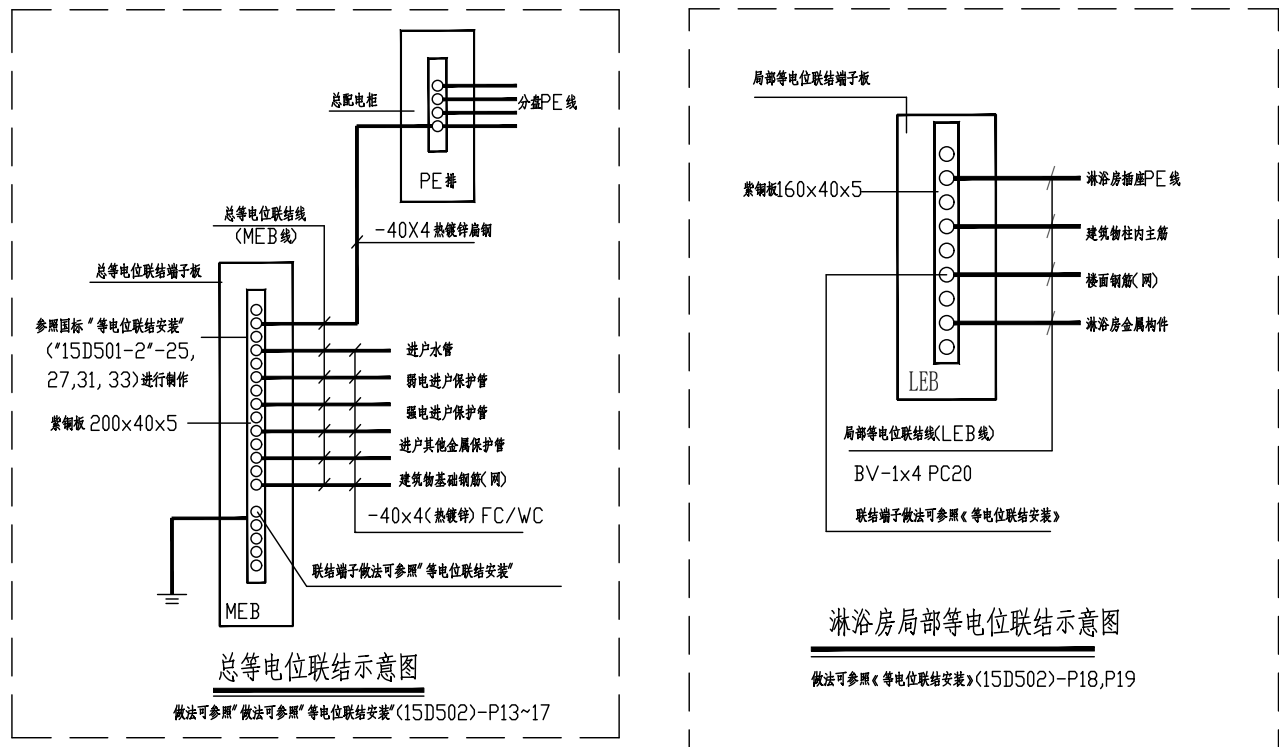 总配电柜
分盘PE线
PE排
总等电位联结线
(MEB线)
-40X4热镀锌扁钢
总等电位联结端子板
参照国标"等电位联结安装"
("15D501-2"-25,
27,31, 33)进行制作
紫铜板 200x40x5
进户水管
弱电进户保护管
强电进户保护管
进户其他金属保护管
建筑物基础钢筋(网)
-40x4(热镀锌) FC/WC
联结端子做法可参照"等电位联结安装"
MEB
总等电位联结示意图
做法可参照"做法可参照"等电位联结安装"(15D502)-P13~17
局部等电位联结端子板
紫铜板160x40x5
淋浴房插座PE线
建筑物柱内主筋
楼面钢筋(网)
淋浴房金属构件
LEB
局部等电位联结线(LEB线)
BV-1x4 PC20
联结端子做法可参照《等电位联结安装》
淋浴房局部等电位联结示意图
做法可参照《等电位联结安装》(15D502)-P18,P19